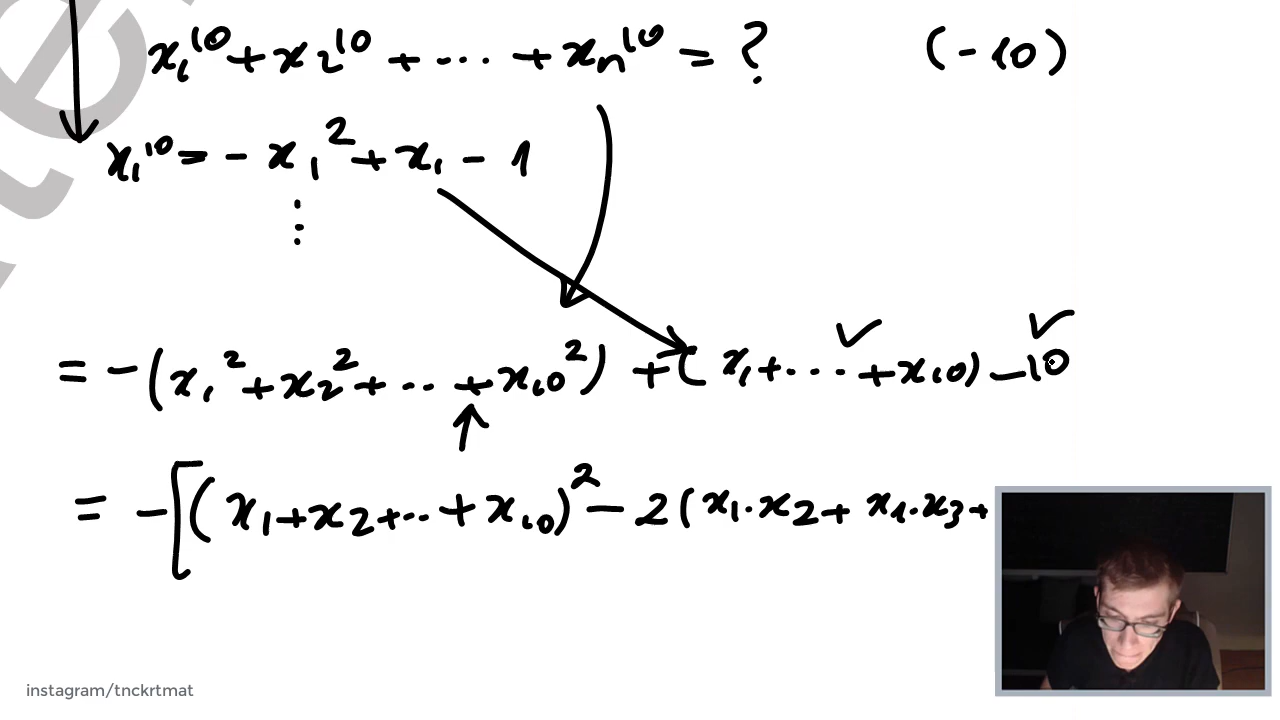 x₁¹⁰ + x₂¹⁰ + ... + xₙ¹⁰ = ? (-10)
x₁¹⁰ = - x₁² + x₁ - 1
⋮
= - (x₁² + x₂² + ... + x₁₀²) + (x₁ + ... + x₁₀) - 10
= - [(x₁ + x₂ + ... + x₁₀)² - 2(x₁.x₂ + x₁.x₃ +
instagram/tnckrtmat